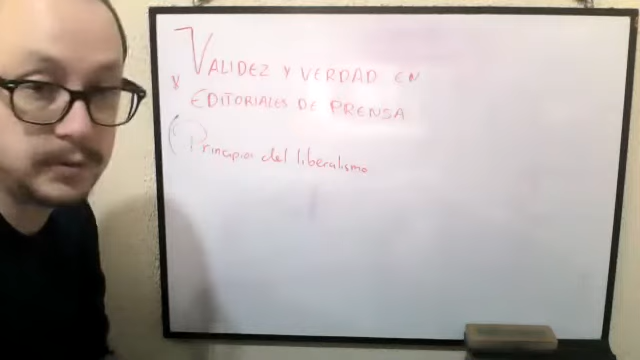 VALIDEZ Y VERDAD EN
EDITORIALES DE PRENSA
Principios del liberalismo